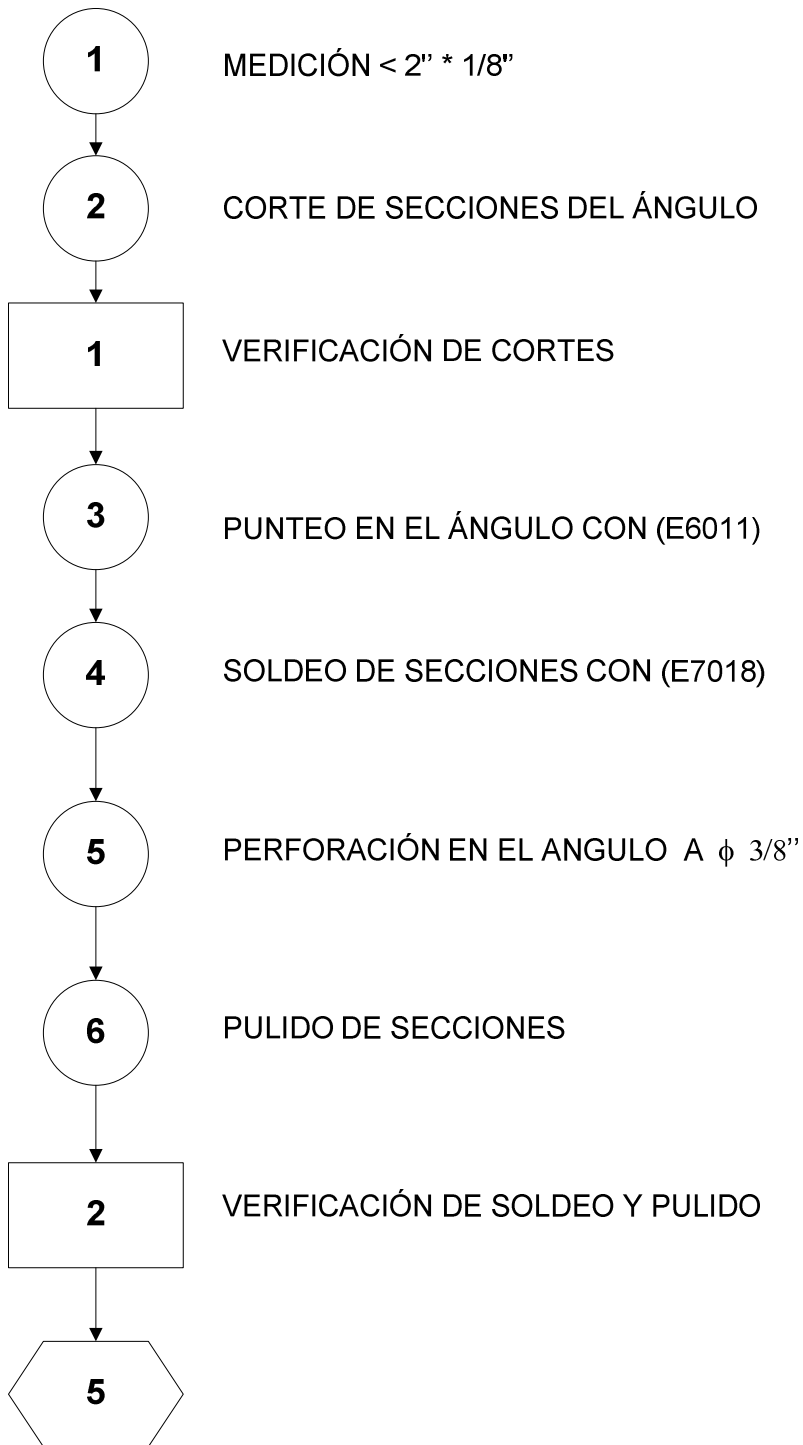 1 MEDICIÓN < 2'' * 1/8"
2 CORTE DE SECCIONES DEL ÁNGULO
1 VERIFICACIÓN DE CORTES
3 PUNTEO EN EL ÁNGULO CON (E6011)
4 SOLDEO DE SECCIONES CON (E7018)
5 PERFORACIÓN EN EL ANGULO A ϕ 3/8’’
6 PULIDO DE SECCIONES
2 VERIFICACIÓN DE SOLDEO Y PULIDO
5